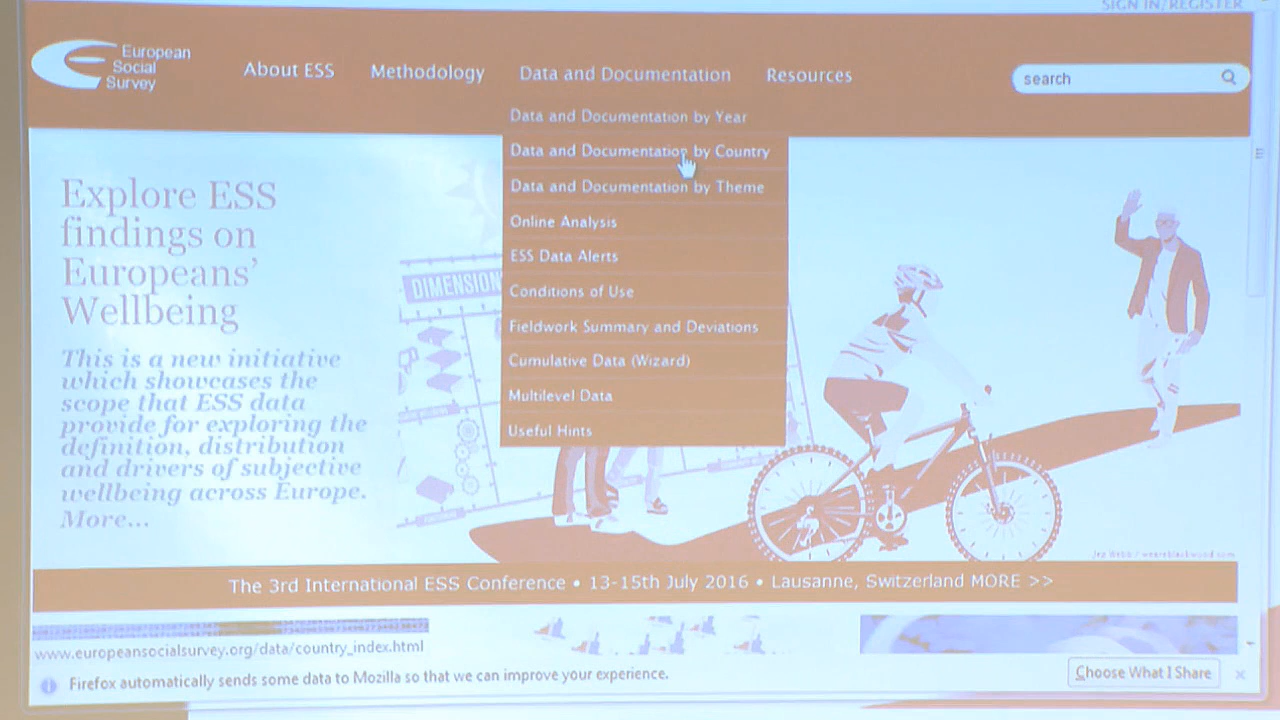 SIGN IN/REGISTER
European
Social
Survey
About ESS
Methodology
Data and Documentation
Resources
search
Data and Documentation by Year
Data and Documentation by Country
Data and Documentation by Theme
Online Analysis
ESS Data Alerts
Conditions of Use
Fieldwork Summary and Deviations
Cumulative Data (Wizard)
Multilevel Data
Useful Hints
Explore ESS
findings on
Europeans'
Wellbeing
This is a new initiative
which showcases the
scope that ESS data
provide for exploring the
definition, distribution
and drivers of subjective
wellbeing across Europe.
More...
DIMENSION
The 3rd International ESS Conference • 13-15th July 2016 • Lausanne, Switzerland MORE >>
www.europeansocialsurvey.org/data/country_index.html
Firefox automatically sends some data to Mozilla so that we can improve your experience.
Choose What I Share